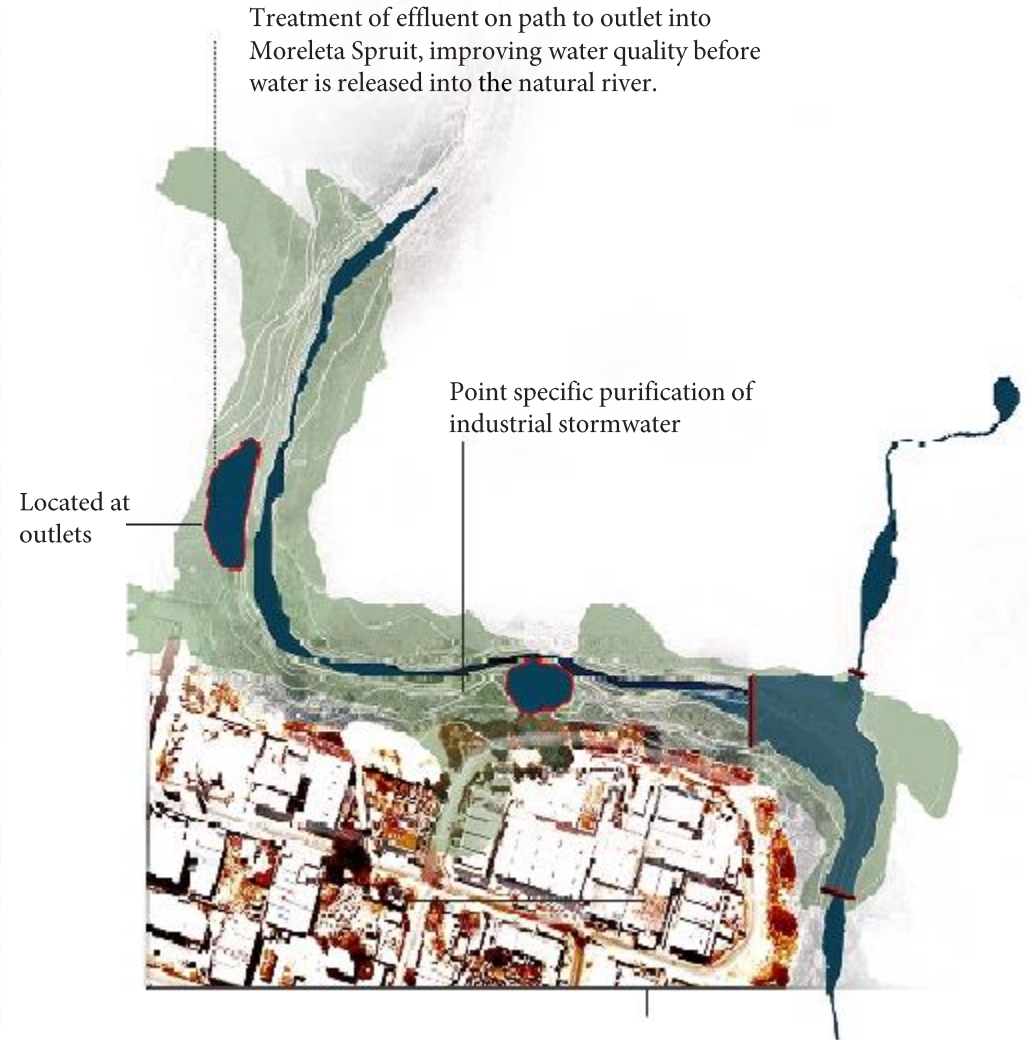 Treatment of effluent on path to outlet into
Moreleta Spruit, improving water quality before
water is released into the natural river.
Point specific purification of
industrial stormwater
Located at
outlets